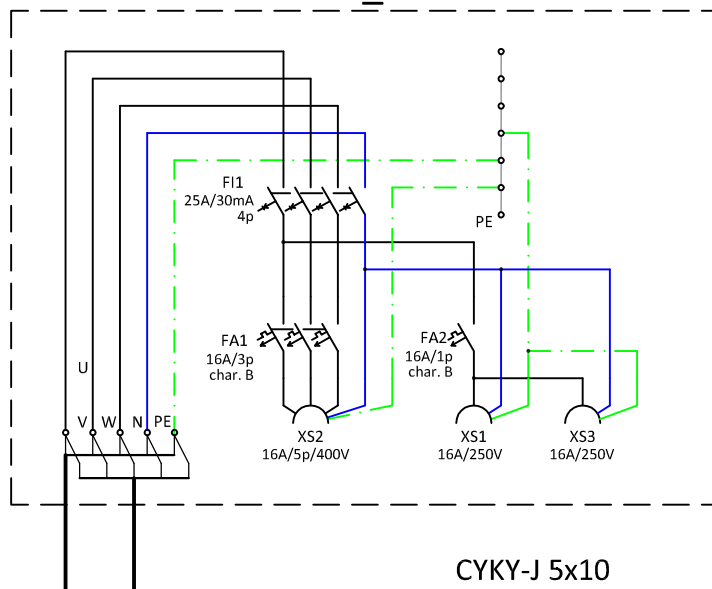 FI1
25A/30mA
4p
PE
FA1
16A/3p
char. B
FA2
16A/1p
char. B
U
V W N PE
XS2
16A/5p/400V
XS1
16A/250V
XS3
16A/250V
CYKY-J 5x10